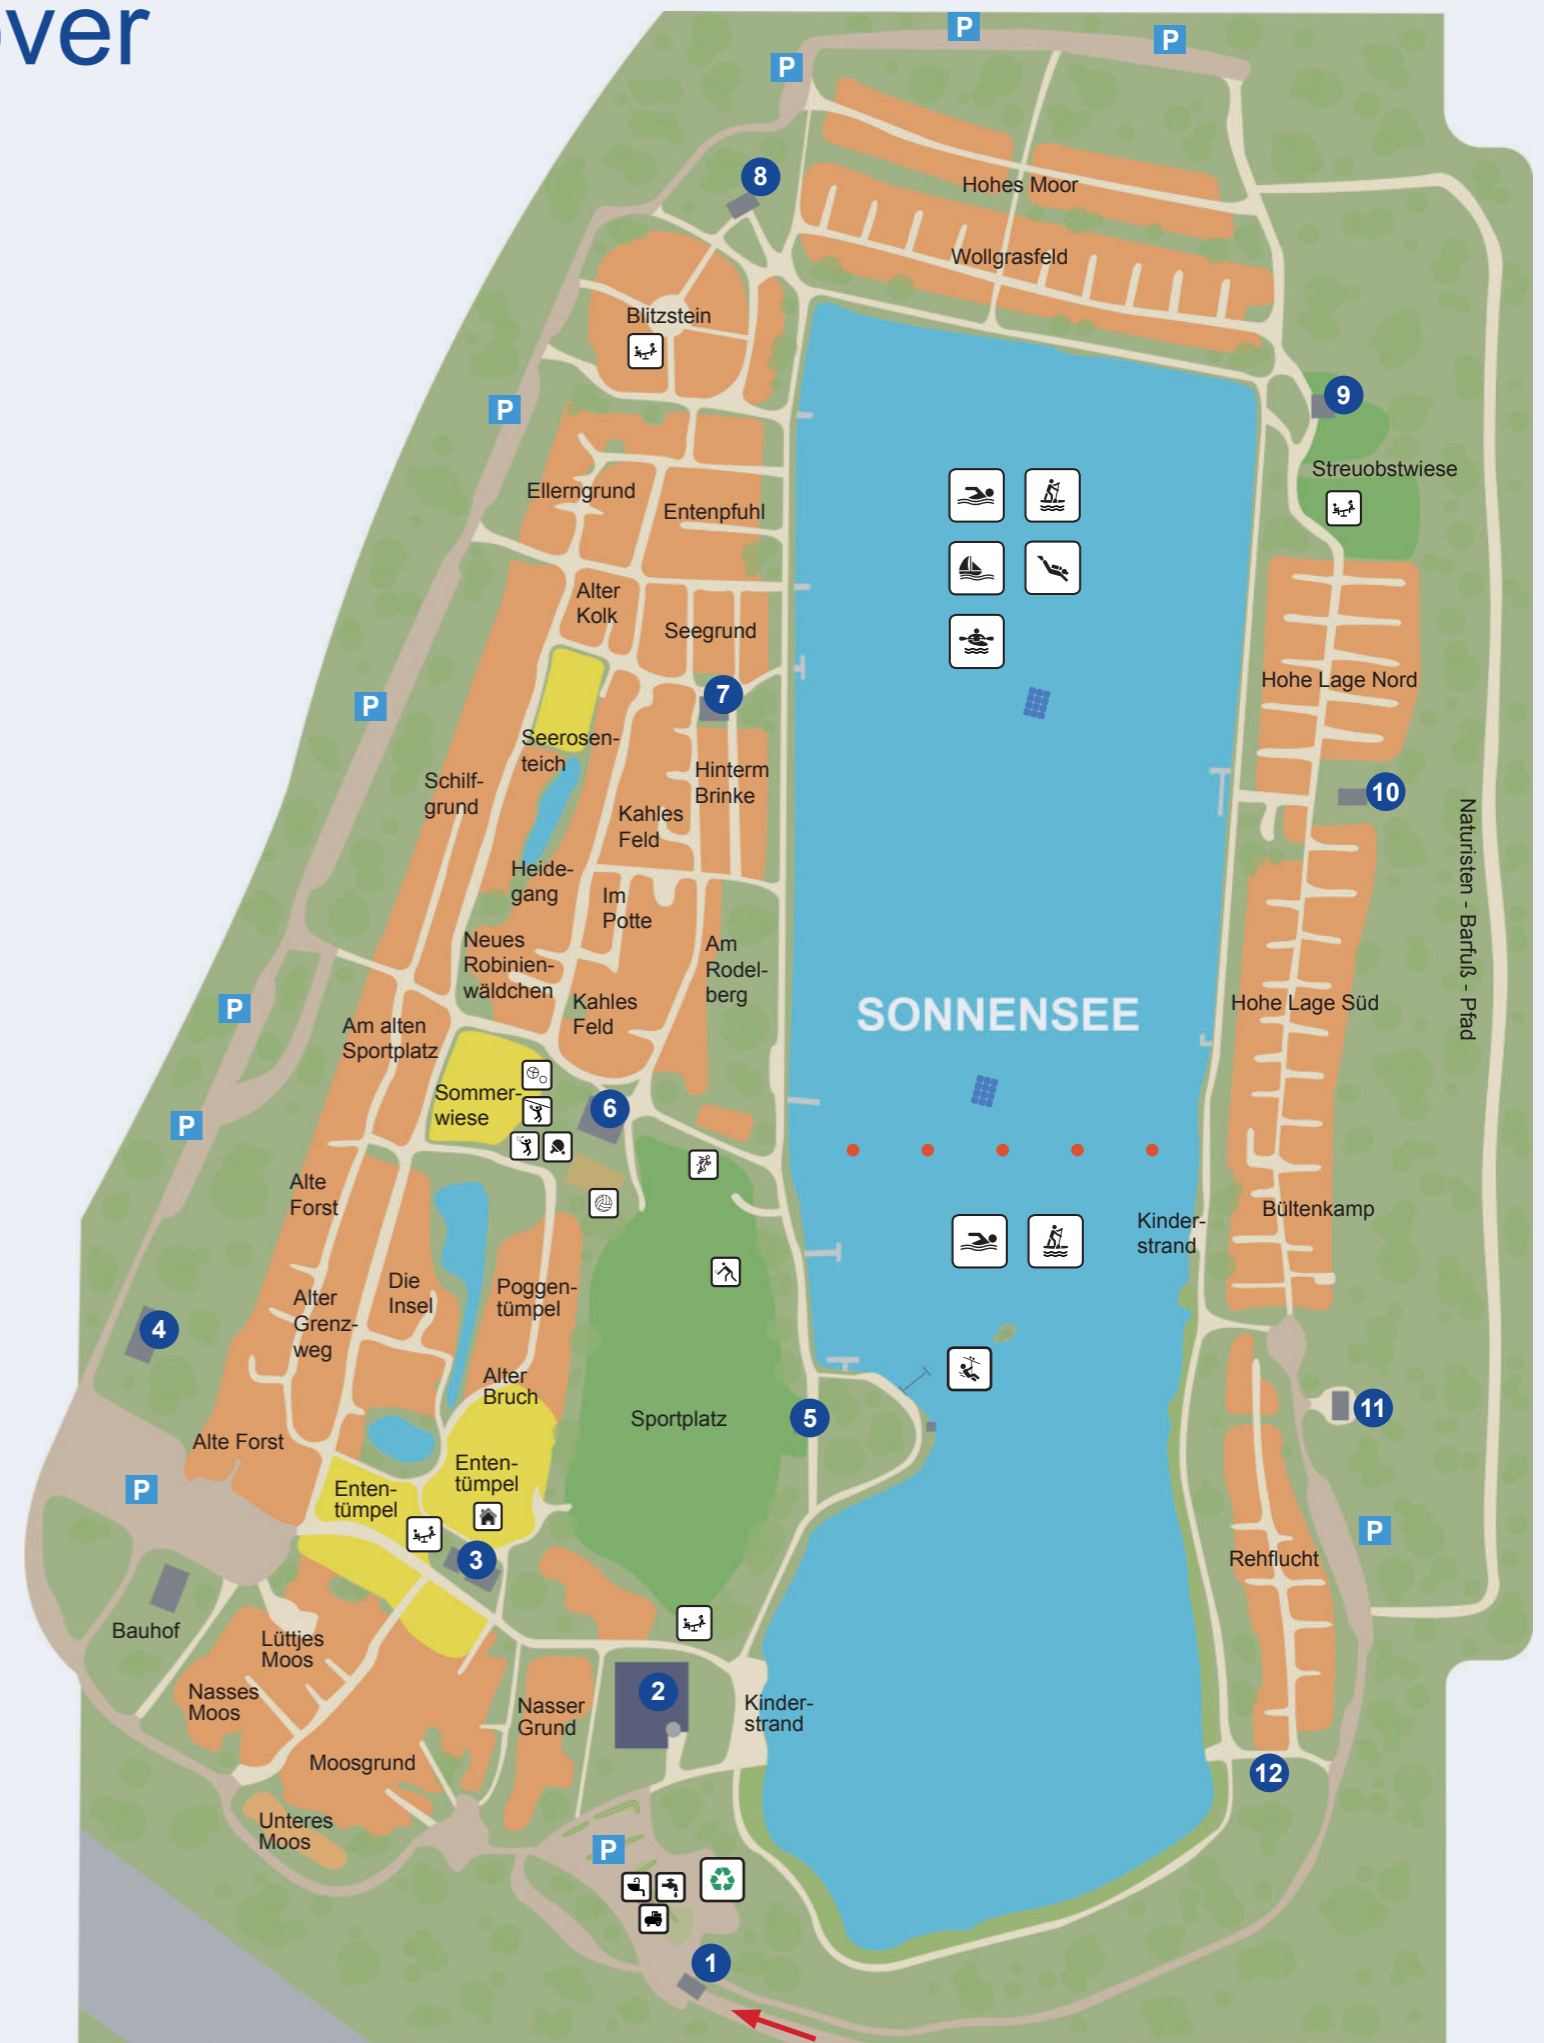 over
P
P
P
8
Hohes Moor
Wollgrasfeld
Blitzstein
P
9
Streuobstwiese
Ellerngrund
Entenpfuhl
Alter
Kolk
Seegrund
7
P
Hohe Lage Nord
Seerosen-
teich
Schilf-
grund
Hinterm
Brinke
10
Kahles
Feld
Naturisten - Barfuß - Pfad
Heide-
gang
Im
Potte
Neues
Robinien-
wäldchen
Am
Rodel-
berg
Kahles
Feld
P
SONNENSEE
Hohe Lage Süd
Am alten
Sportplatz
Sommer-
wiese
6
P
Alte
Forst
Bültenkamp
Kinder-
strand
Die
Insel
Poggen-
tümpel
Alter
Grenz-
weg
4
Alter
Bruch
Sportplatz
5
11
Alte Forst
Enten-
tümpel
Enten-
tümpel
P
P
3
Rehflucht
Bauhof
Lüttjes
Moos
Nasses
Moos
2
Nasser
Grund
Kinder-
strand
Moosgrund
12
Unteres
Moos
P
1